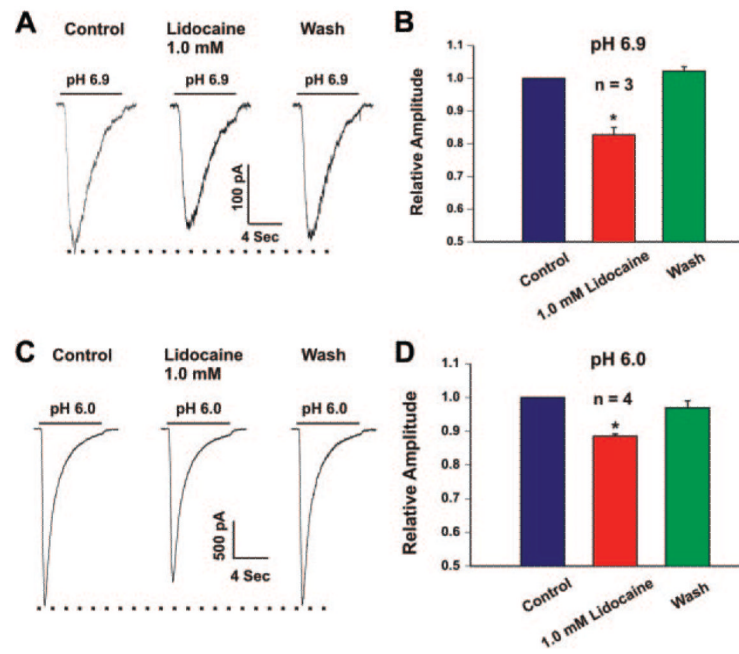 A
Control
Lidocaine
1.0 mM
Wash
pH 6.9
pH 6.9
pH 6.9
100 pA
4 Sec
B
pH 6.9
n = 3
*
Relative Amplitude
1.1
1.0
0.9
0.8
0.7
0.6
0.5
Control
1.0 mM Lidocaine
Wash
C
Control
Lidocaine
1.0 mM
Wash
pH 6.0
pH 6.0
pH 6.0
500 pA
4 Sec
D
pH 6.0
n = 4
*
Relative Amplitude
1.1
1.0
0.9
0.8
0.7
0.6
0.5
Control
1.0 mM Lidocaine
Wash